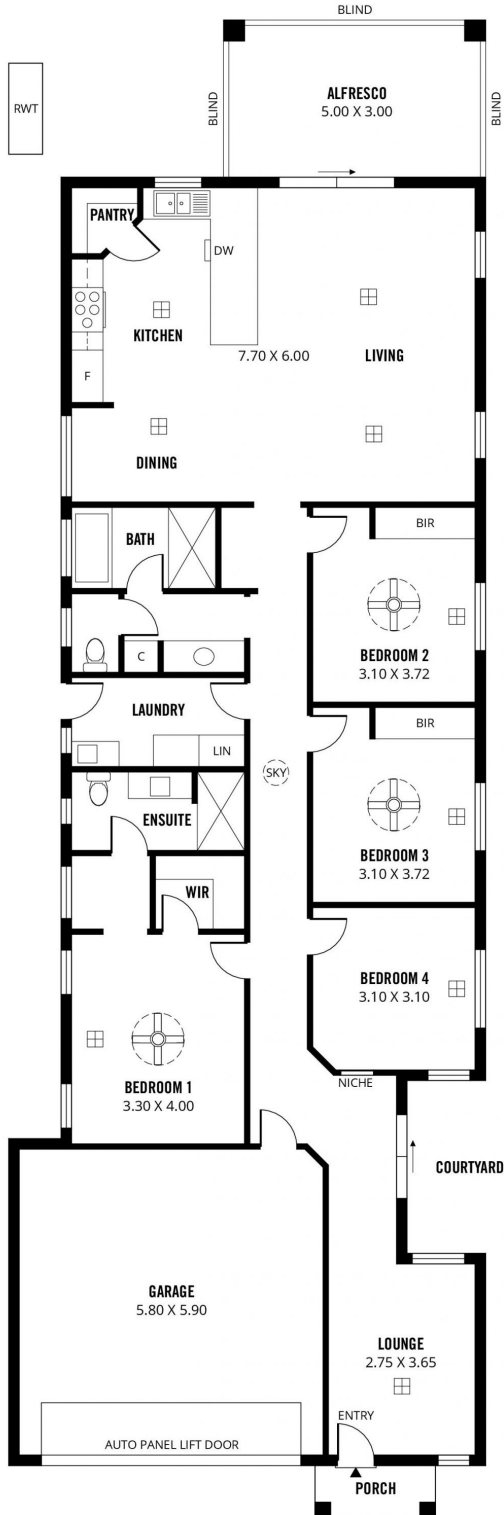 BLIND
RWT
BLIND
ALFRESCO
5.00 X 3.00
BLIND
PANTRY
DW
KITCHEN
7.70 X 6.00
LIVING
F
DINING
BATH
BIR
C
BEDROOM 2
3.10 X 3.72
LAUNDRY
LIN
BIR
SKY
ENSUITE
BEDROOM 3
3.10 X 3.72
WIR
BEDROOM 4
3.10 X 3.10
BEDROOM 1
3.30 X 4.00
NICHE
COURTYARD
GARAGE
5.80 X 5.90
LOUNGE
2.75 X 3.65
ENTRY
AUTO PANEL LIFT DOOR
PORCH